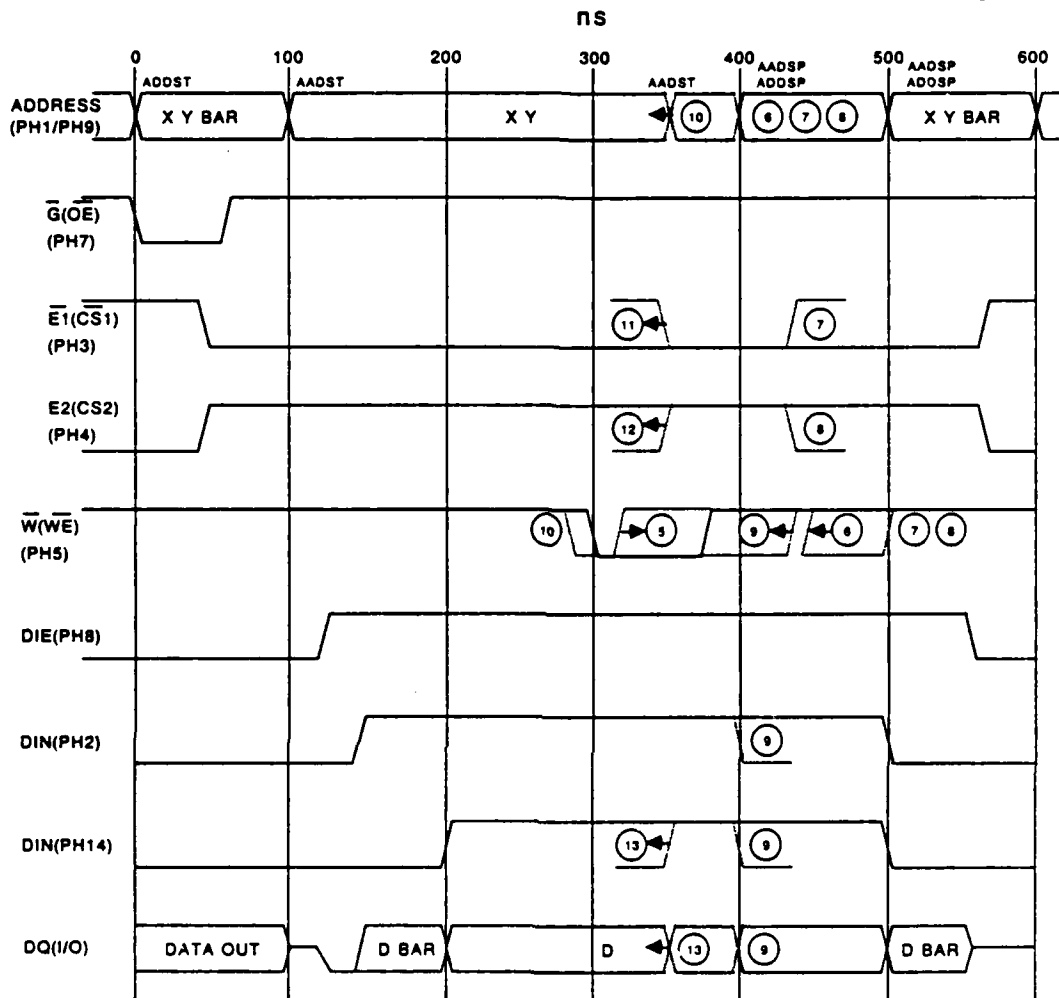 ns
0 100 200 300 400 500 600
ADDST AADST AADST AADSP ADDSP AADSP ADDSP
ADDRESS (PH1/PH9)
X Y BAR X Y 10 6 7 8 X Y BAR
G(OE) (PH7)
E1(CS1) (PH3)
11 7
E2(CS2) (PH4)
12 8
W(WE) (PH5)
10 5 9 6 7 8
DIE(PH8)
DIN(PH2)
9
DIN(PH14)
13 9
DQ(I/O)
DATA OUT D BAR D 13 9 D BAR